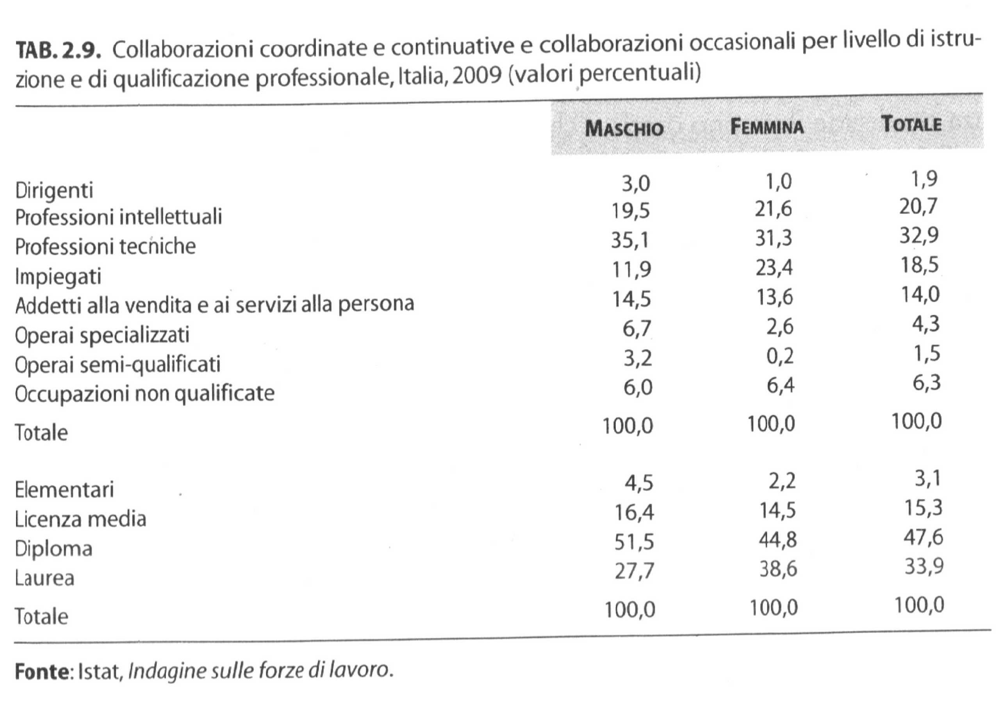 TAB. 2.9. Collaborazioni coordinate e continuative e collaborazioni occasionali per livello di istru-
zione e di qualificazione professionale, Italia, 2009 (valori percentuali)
MASCHIO FEMMINA TOTALE
Dirigenti 3,0 1,0 1,9
Professioni intellettuali 19,5 21,6 20,7
Professioni tecniche 35,1 31,3 32,9
Impiegati 11,9 23,4 18,5
Addetti alla vendita e ai servizi alla persona 14,5 13,6 14,0
Operai specializzati 6,7 2,6 4,3
Operai semi-qualificati 3,2 0,2 1,5
Occupazioni non qualificate 6,0 6,4 6,3
Totale 100,0 100,0 100,0
Elementari 4,5 2,2 3,1
Licenza media 16,4 14,5 15,3
Diploma 51,5 44,8 47,6
Laurea 27,7 38,6 33,9
Totale 100,0 100,0 100,0
Fonte: Istat, Indagine sulle forze di lavoro.